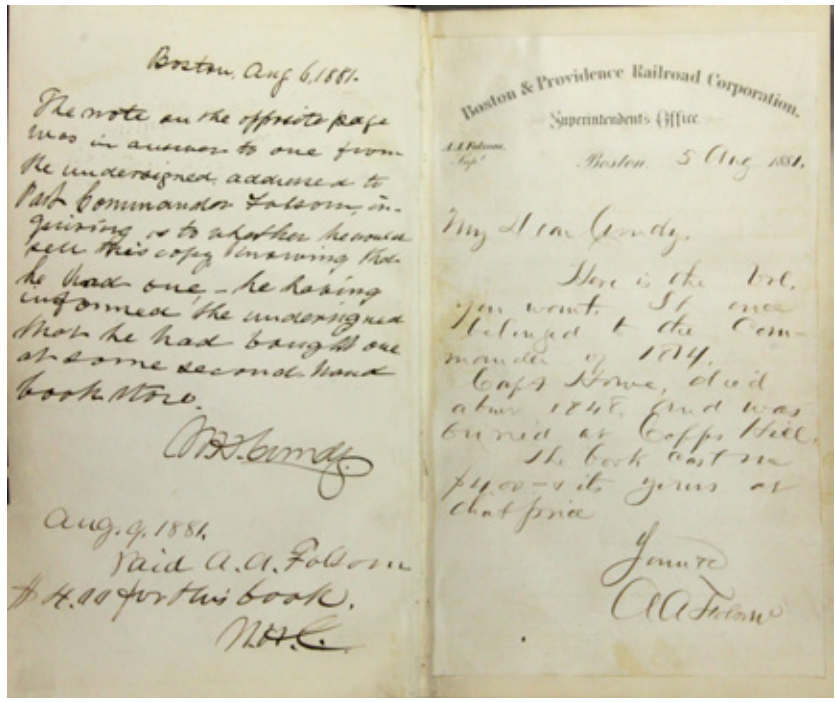 Boston, Aug 6, 1881.
The note on the opposite page
was in answer to one from
the undersigned addressed to
Past Commander Folsom, in-
quiring as to whether he would
sell this copy knowing that
he had one, - he having
informed the undersigned
that he had bought one
at some second-hand
book store.
Aug. 9. 1881.
Paid A. A. Folsom
$4.00 for this book.
N.H.C.
Boston & Providence Railroad Corporation.
Superintendent's Office
A.A. Folsom.
Supt
Boston. 5 Aug 1881.
My Dear
Here is the Vol.
you want. It once
belonged to the Com-
mander of 1814.
Capt Howe, died
about 1848, and was
buried at Copps Hill.
The book cost me
$4.00 - & its yours at
that price
Yours
A A Folsom